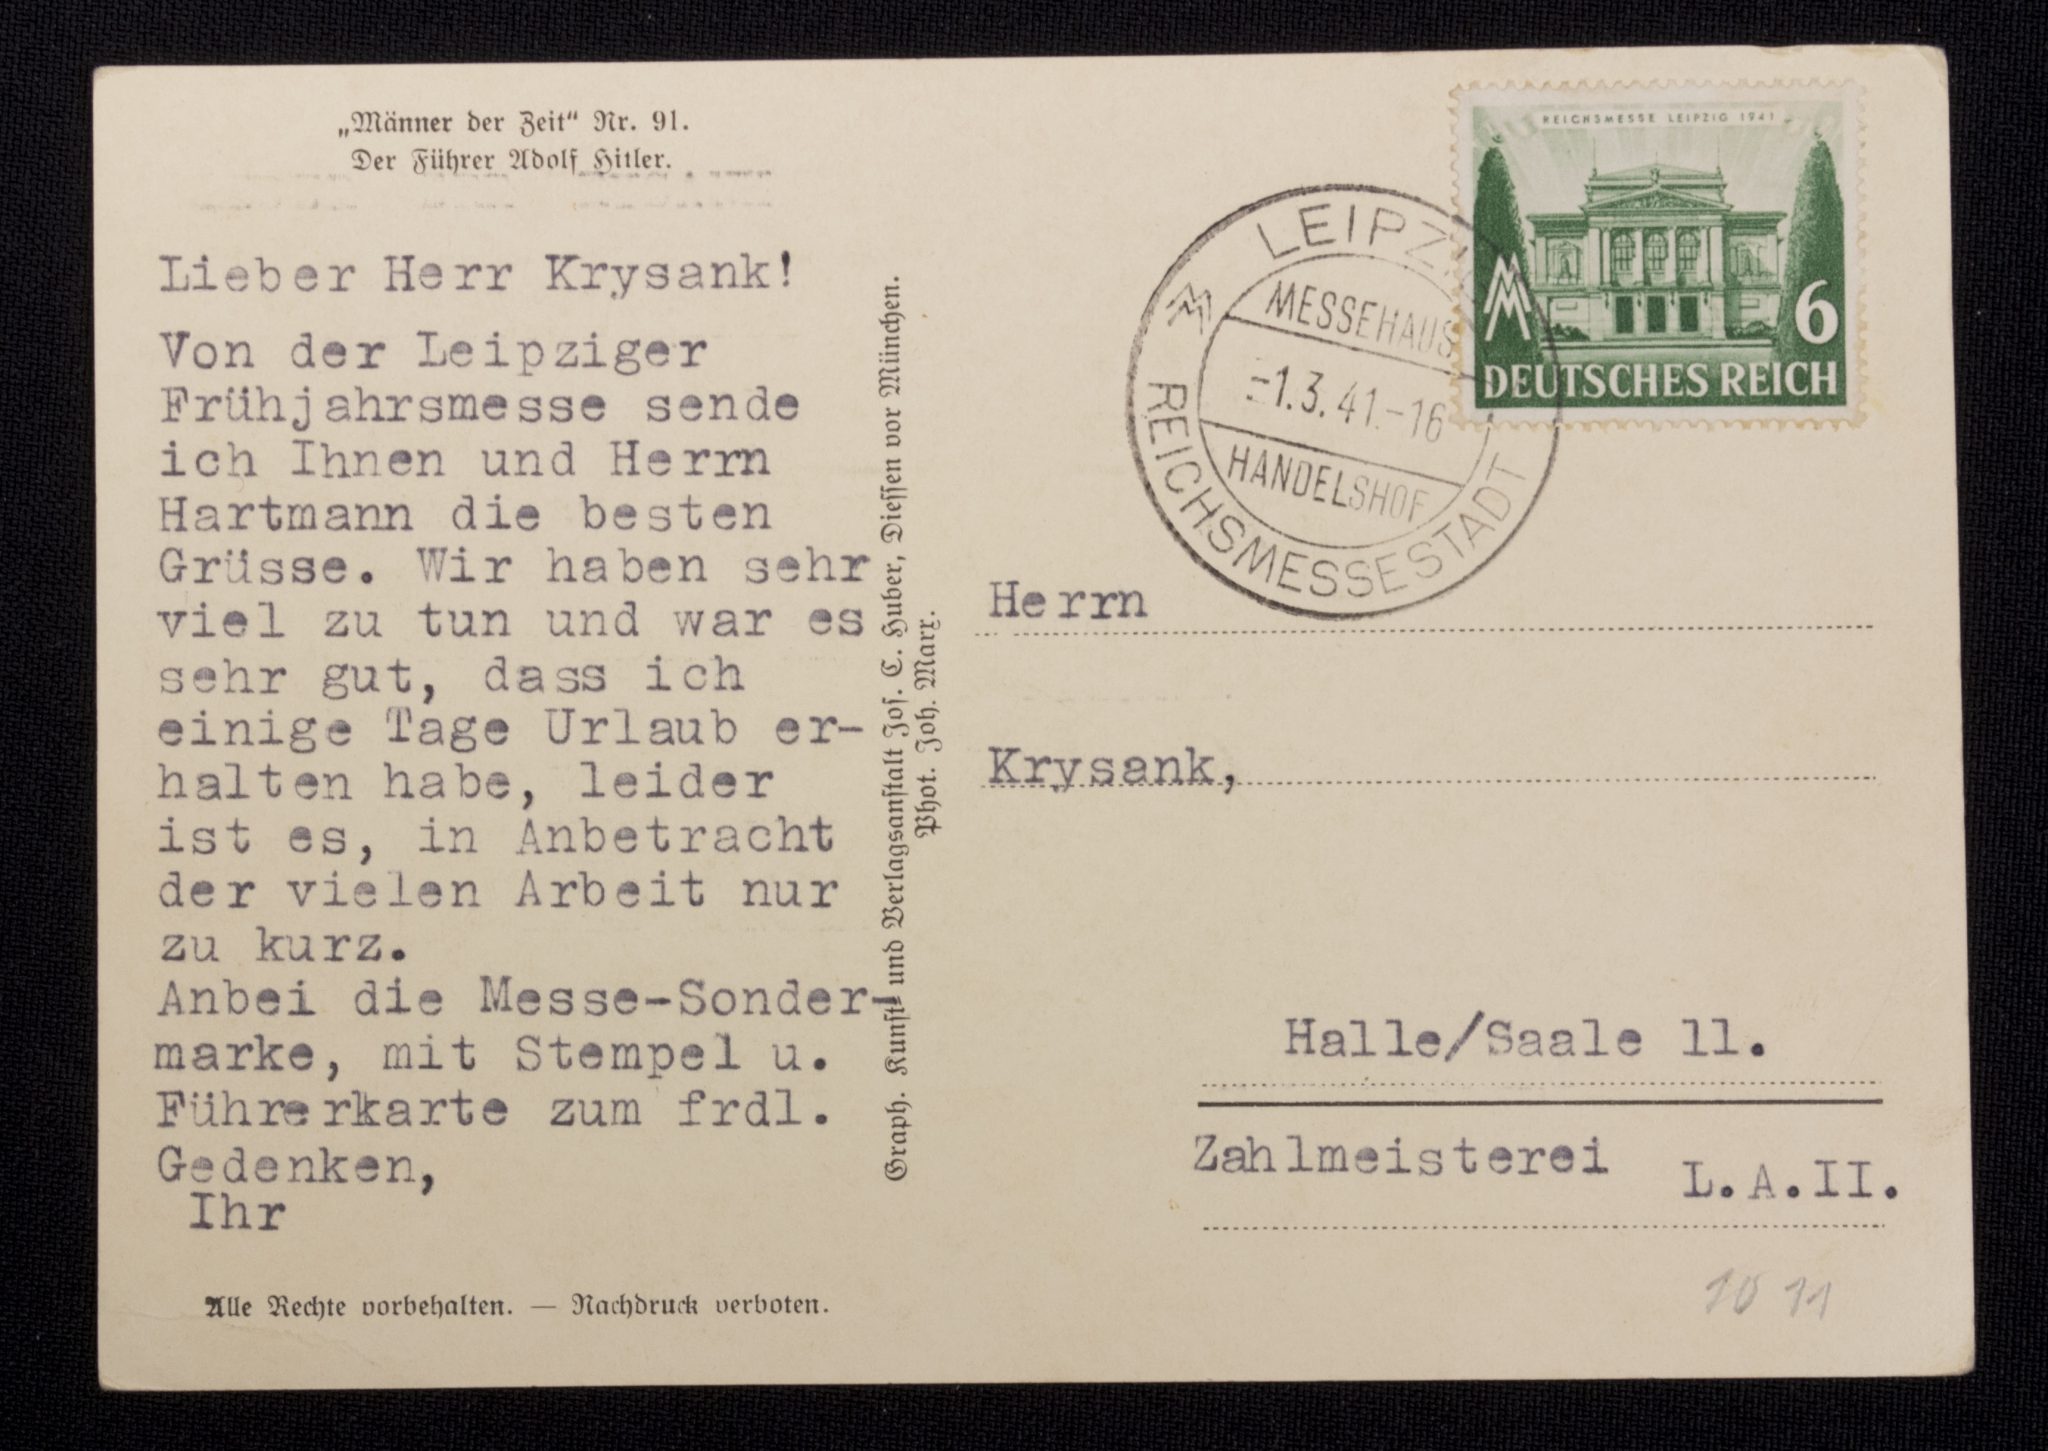 „Männer der Zeit“ Nr. 91.
Der Führer Adolf Hitler.
Lieber Herr Krysank!
Von der Leipziger
Frühjahrsmesse sende
ich Ihnen und Herrn
Hartmann die besten
Grüsse. Wir haben sehr
viel zu tun und war es
sehr gut, dass ich
einige Tage Urlaub er-
halten habe, leider
ist es, in Anbetracht
der vielen Arbeit nur
zu kurz.
Anbei die Messe-Sonder-
marke, mit Stempel u.
Führerkarte zum frdl.
Gedenken,
Ihr
Alle Rechte vorbehalten. — Nachdruck verboten.
Graph. Kunst- und Verlagsanstalt Jos. C. Huber, Diessen vor München.
Phot. Joh. Marx.
LEIPZI
MESSEHAUS
-1.3.41.-16
HANDELSHOF
REICHSMESSESTADT
REICHSMESSE LEIPZIG 1941
MM
6
DEUTSCHES REICH
Herrn
Krysank,
Halle/Saale 11.
Zahlmeisterei L.A.II.
10 11